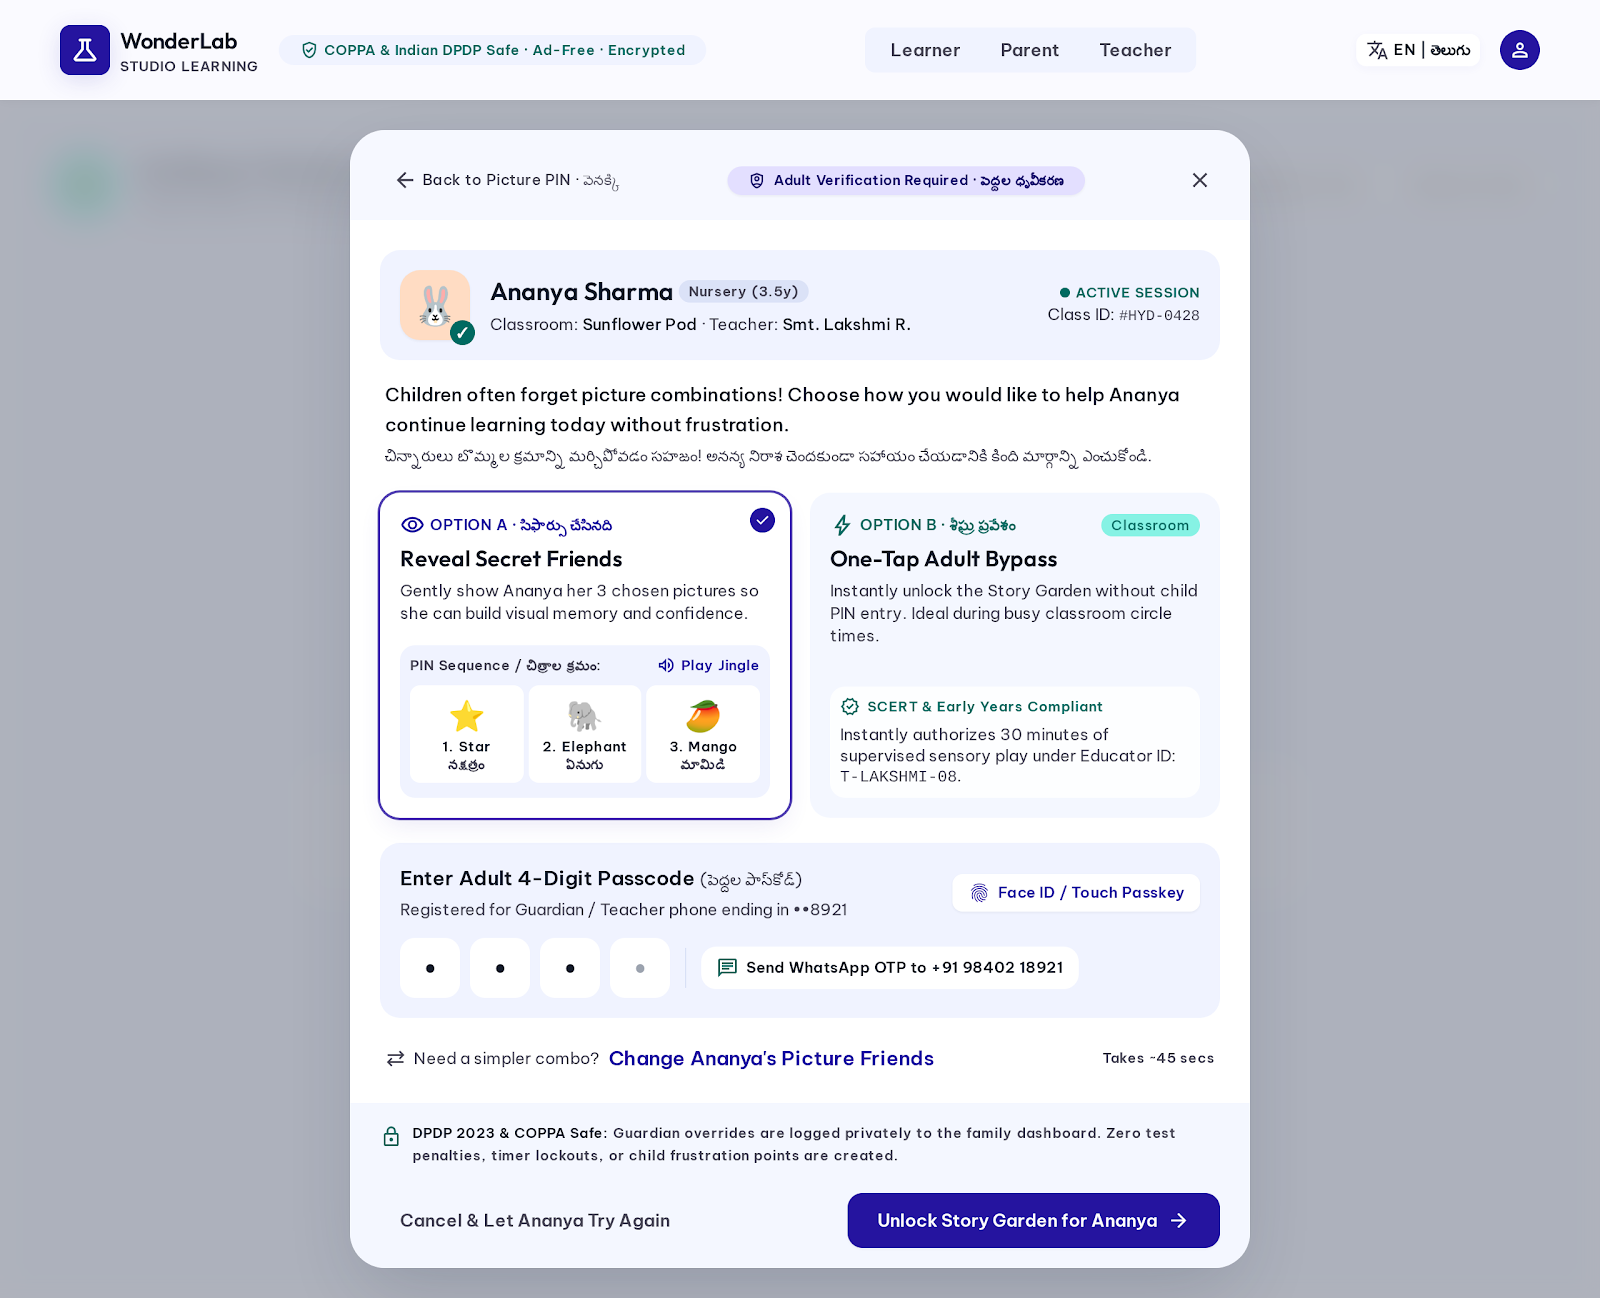 WonderLab
STUDIO LEARNING
COPPA & Indian DPDP Safe · Ad-Free · Encrypted
Learner
Parent
Teacher
EN | తెలుగు
Back to Picture PIN · వెనక్కి
Adult Verification Required · పెద్దల ధృవీకరణ
Ananya Sharma
Nursery (3.5y)
Classroom: Sunflower Pod · Teacher: Smt. Lakshmi R.
ACTIVE SESSION
Class ID: #HYD-0428
Children often forget picture combinations! Choose how you would like to help Ananya
continue learning today without frustration.
చిన్నారులు బొమ్మల క్రమాన్ని మర్చిపోవడం సహజం! అనన్య నిరాశ చెందకుండా సహాయం చేయడానికి కింది మార్గాన్ని ఎంచుకోండి.
OPTION A · సిఫార్సు చేసినది
Reveal Secret Friends
Gently show Ananya her 3 chosen pictures so
she can build visual memory and confidence.
PIN Sequence / చిత్రాల క్రమం:
Play Jingle
1. Star
నక్షత్రం
2. Elephant
ఏనుగు
3. Mango
మామిడి
OPTION B · శీఘ్ర ప్రవేశం
Classroom
One-Tap Adult Bypass
Instantly unlock the Story Garden without child
PIN entry. Ideal during busy classroom circle
times.
SCERT & Early Years Compliant
Instantly authorizes 30 minutes of
supervised sensory play under Educator ID:
T-LAKSHMI-08.
Enter Adult 4-Digit Passcode (పెద్దల పాస్‌కోడ్)
Registered for Guardian / Teacher phone ending in ••8921
Face ID / Touch Passkey
Send WhatsApp OTP to +91 98402 18921
Need a simpler combo? Change Ananya's Picture Friends
Takes ~45 secs
DPDP 2023 & COPPA Safe: Guardian overrides are logged privately to the family dashboard. Zero test
penalties, timer lockouts, or child frustration points are created.
Cancel & Let Ananya Try Again
Unlock Story Garden for Ananya